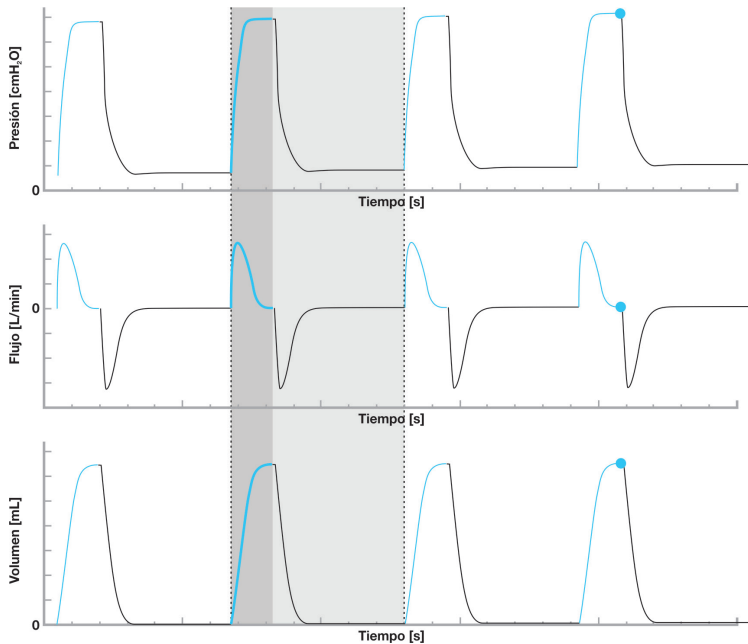 Presión [cmH₂O]
0
Tiempo [s]
Flujo [L/min]
0
Tiempo [s]
Volumen [mL]
0
Tiempo [s]